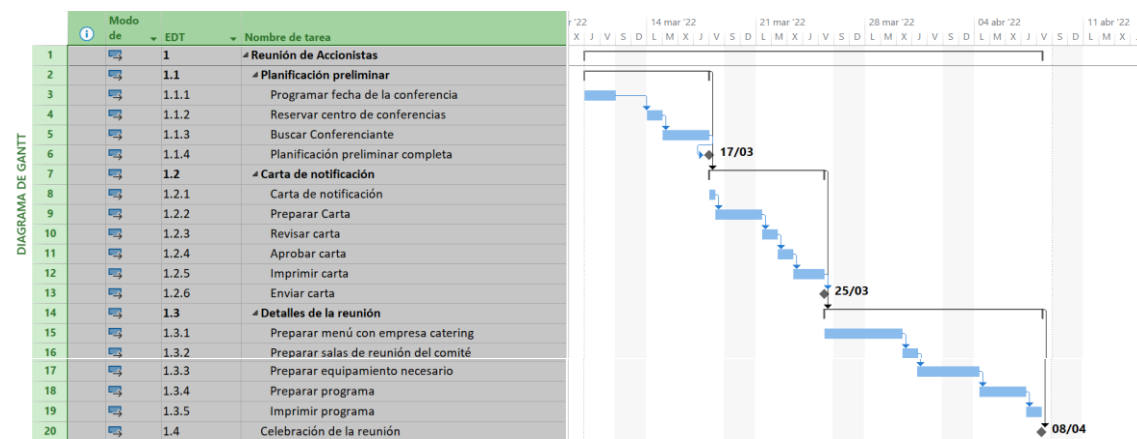 DIAGRAMA DE GANTT
Modo de EDT Nombre de tarea
r '22 14 mar '22 21 mar '22 28 mar '22 04 abr '22 11 abr '22
X J V S D L M X J V S D L M X J V S D L M X J V S D L M X J V S D L M X
1 1 Reunión de Accionistas
2 1.1 Planificación preliminar
3 1.1.1 Programar fecha de la conferencia
4 1.1.2 Reservar centro de conferencias
5 1.1.3 Buscar Conferenciante
6 1.1.4 Planificación preliminar completa 17/03
7 1.2 Carta de notificación
8 1.2.1 Carta de notificación
9 1.2.2 Preparar Carta
10 1.2.3 Revisar carta
11 1.2.4 Aprobar carta
12 1.2.5 Imprimir carta
13 1.2.6 Enviar carta 25/03
14 1.3 Detalles de la reunión
15 1.3.1 Preparar menú con empresa catering
16 1.3.2 Preparar salas de reunión del comité
17 1.3.3 Preparar equipamiento necesario
18 1.3.4 Preparar programa
19 1.3.5 Imprimir programa
20 1.4 Celebración de la reunión 08/04